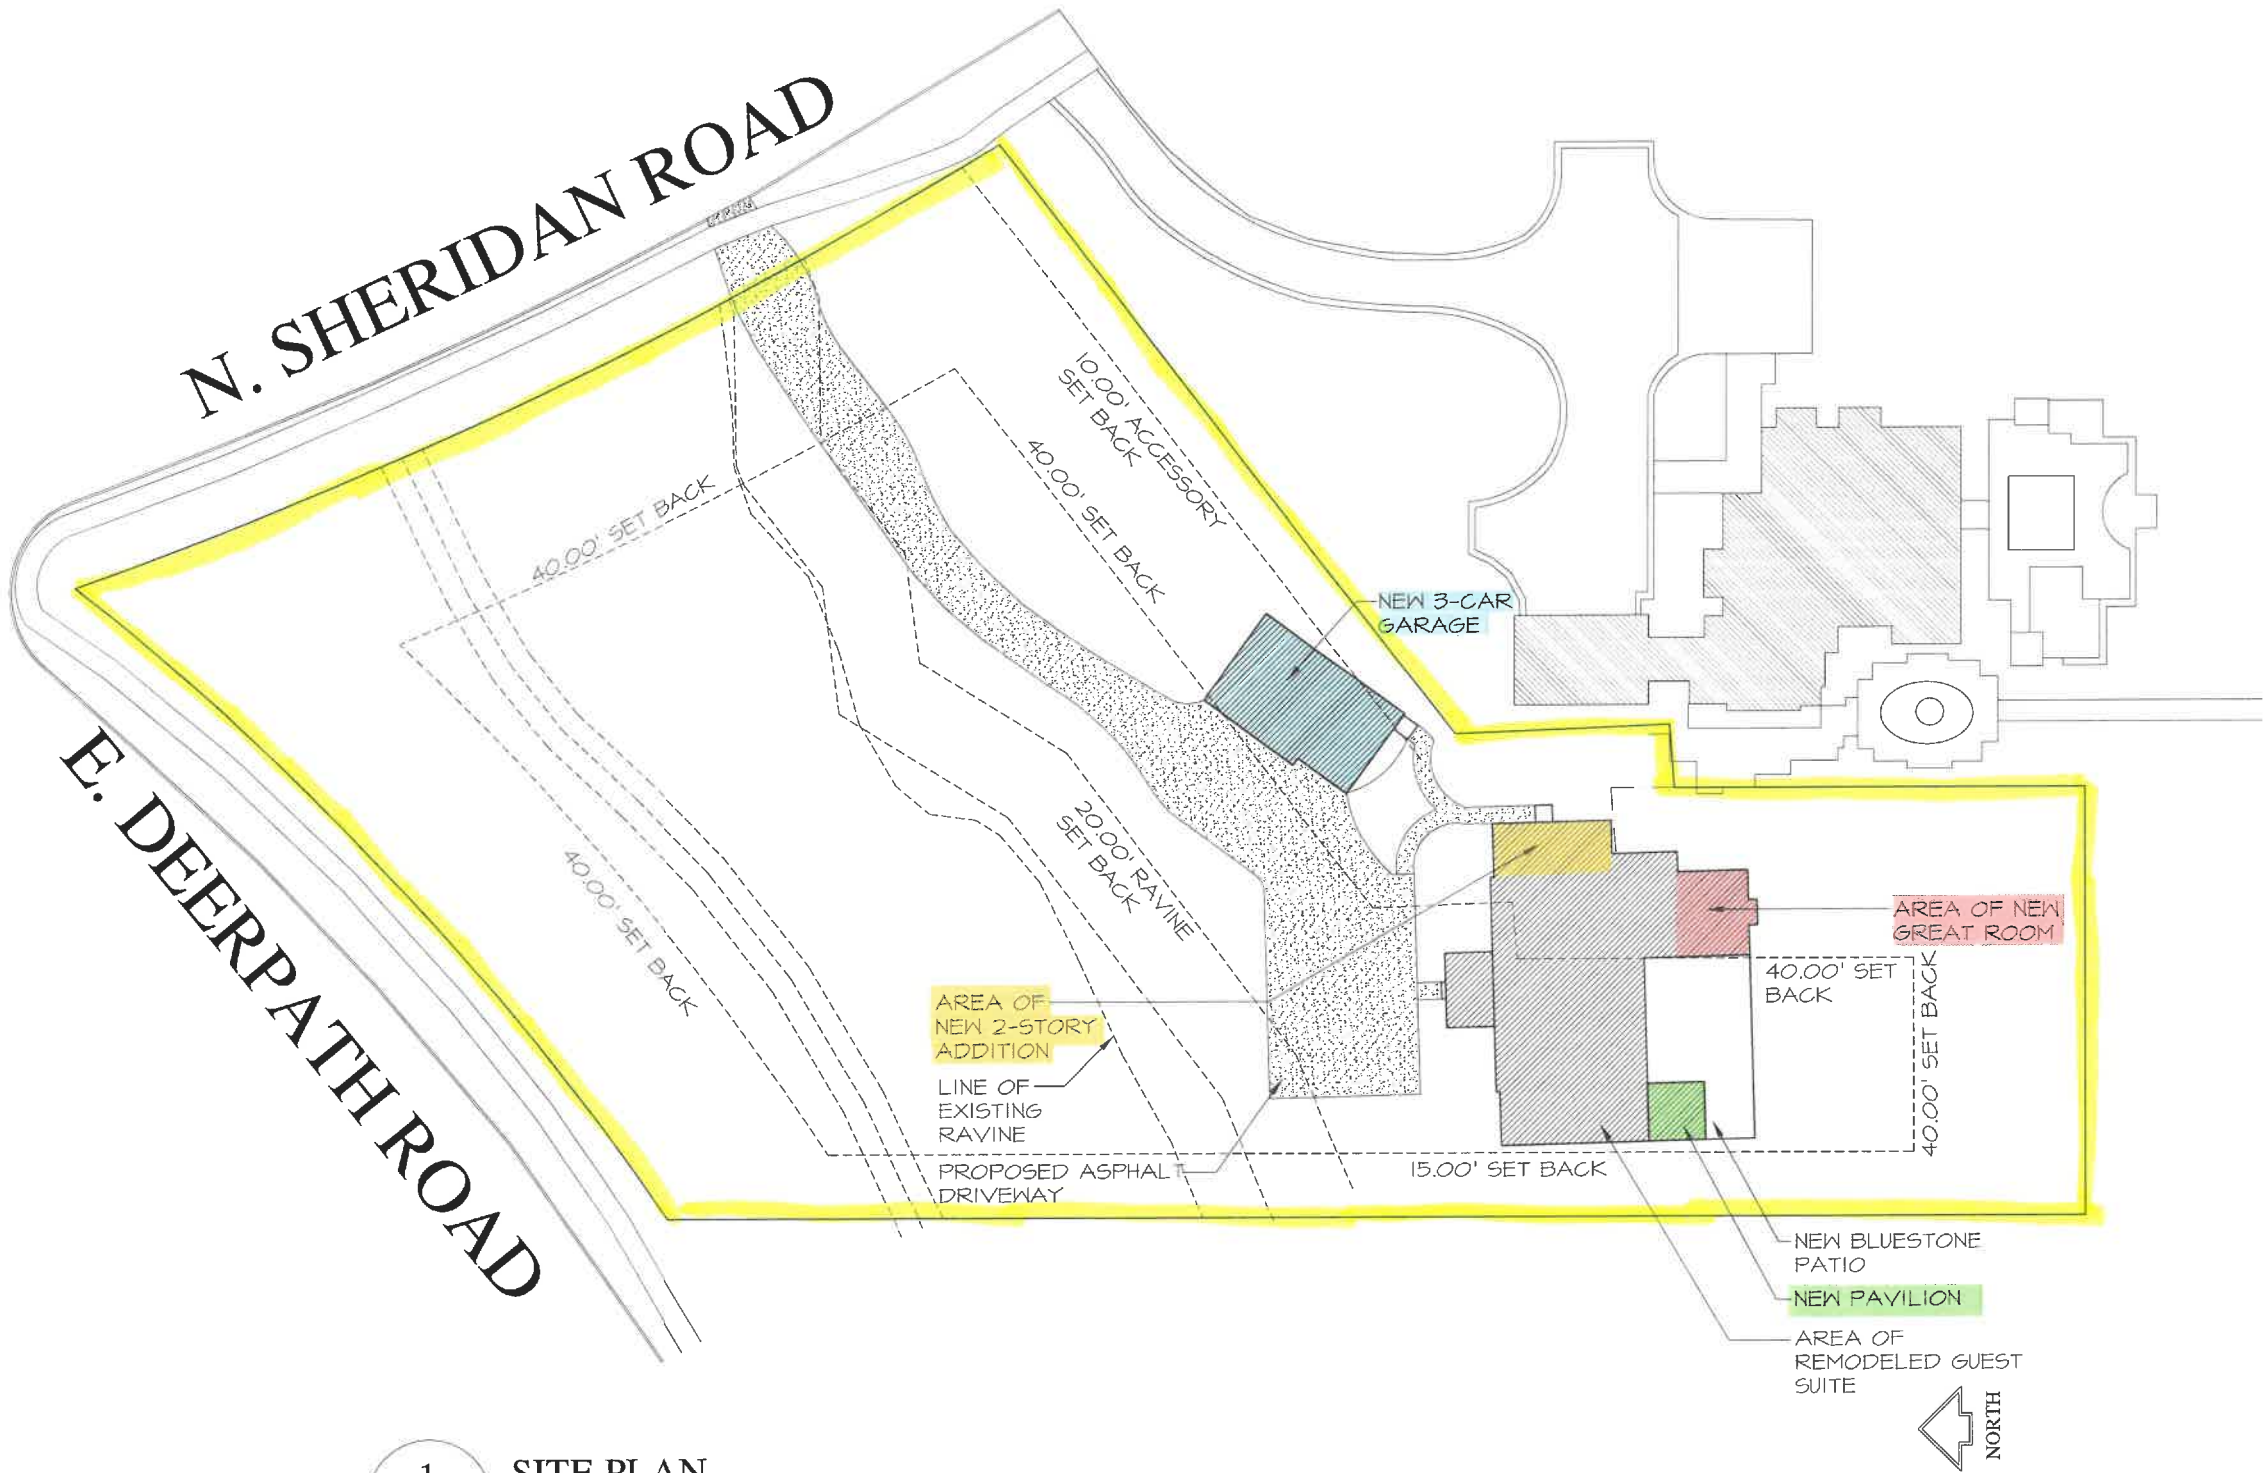 N. SHERIDAN ROAD
10.00' ACCESSORY
SET BACK
40.00' SET BACK
40.00' SET BACK
NEW 3-CAR
GARAGE
E. DEERPATH ROAD
40.00' SET BACK
20.00' RAVINE
SET BACK
AREA OF NEW
GREAT ROOM
40.00' SET
BACK
40.00' SET BACK
AREA OF
NEW 2-STORY
ADDITION
LINE OF
EXISTING
RAVINE
PROPOSED ASPHALT
DRIVEWAY
15.00' SET BACK
NEW BLUESTONE
PATIO
NEW PAVILION
AREA OF
REMODELED GUEST
SUITE
NORTH
1
SITE PLAN